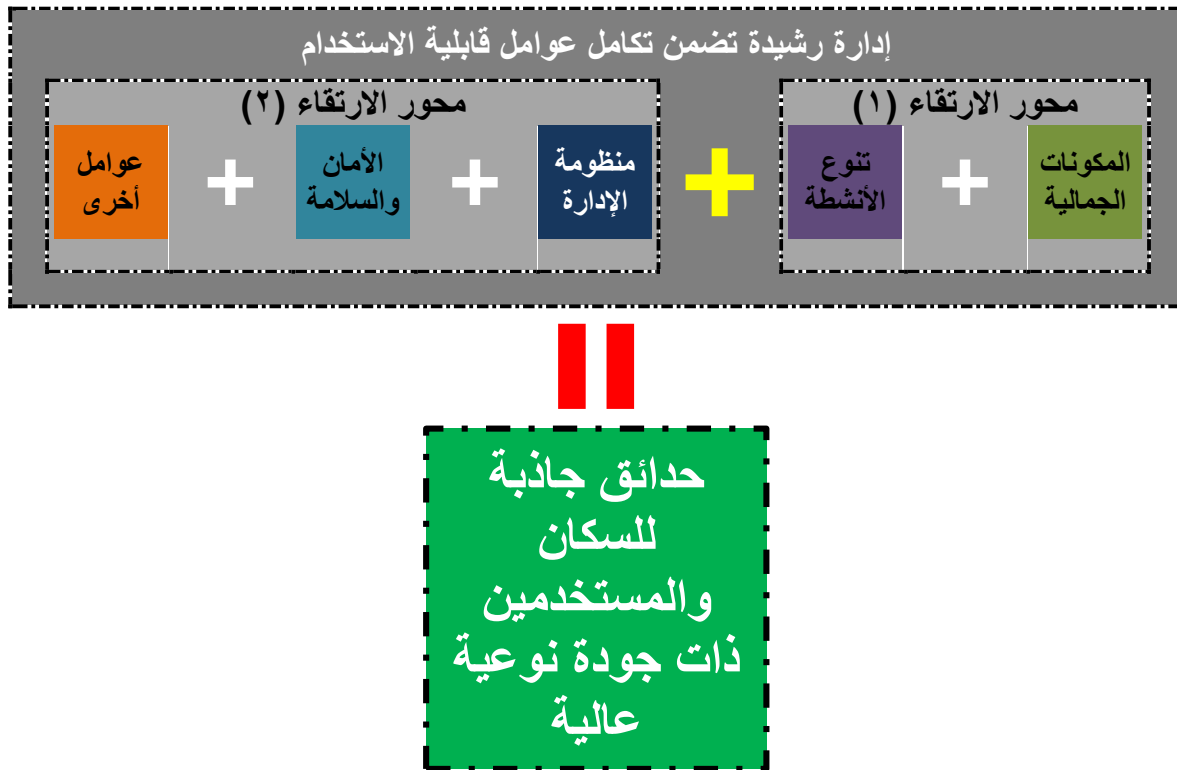 إدارة رشيدة تضمن تكامل عوامل قابلية الاستخدام
محور الارتقاء (١)
المكونات
الجمالية
+
تنوع
الأنشطة
+
محور الارتقاء (٢)
منظومة
الإدارة
+
الأمان
والسلامة
+
عوامل
أخرى
=
حدائق جاذبة
للسكان
والمستخدمين
ذات جودة نوعية
عالية